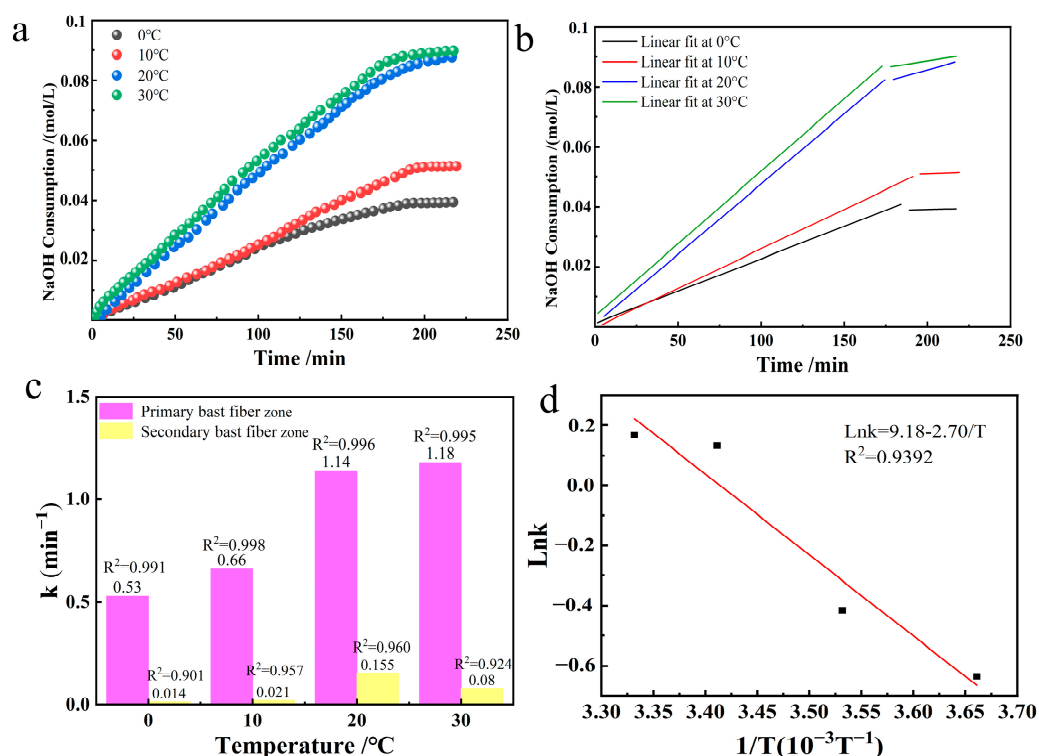 a
NaOH Consumption /(mol/L)
0.1
0.08
0.06
0.04
0.02
0℃
10℃
20℃
30℃
0
50
100
150
200
250
Time /min
b
NaOH Consumption /(mol/L)
0.1
0.08
0.06
0.04
0.02
Linear fit at 0℃
Linear fit at 10℃
Linear fit at 20℃
Linear fit at 30℃
0
50
100
150
200
250
Time /min
c
k (min⁻¹)
1.5
1.0
0.5
0.0
Primary bast fiber zone
Secondary bast fiber zone
R²=0.991
0.53
R²=0.901
0.014
R²=0.998
0.66
R²=0.957
0.021
R²=0.996
1.14
R²=0.960
0.155
R²=0.995
1.18
R²=0.924
0.08
0
10
20
30
Temperature /℃
d
Lnk
0.2
0.0
−0.2
−0.4
−0.6
Lnk=9.18-2.70/T
R²=0.9392
3.30
3.35
3.40
3.45
3.50
3.55
3.60
3.65
3.70
1/T(10⁻³T⁻¹)